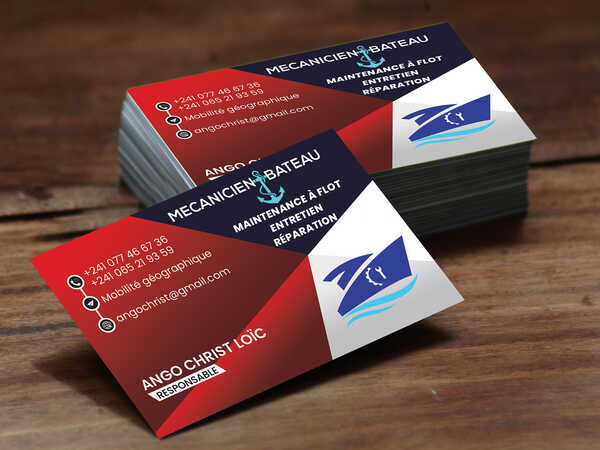 MECANICIEN BATEAU
MAINTENANCE À FLOT
ENTRETIEN
RÉPARATION
+241 077 46 67 36
+241 065 21 93 59
Mobilité géographique
angochrist@gmail.com
ANGO CHRIS
MECANICIEN BATEAU
MAINTENANCE À FLOT
ENTRETIEN
RÉPARATION
+241 077 46 67 36
+241 065 21 93 59
Mobilité géographique
angochrist@gmail.com
ANGO CHRIST LOÏC
RESPONSABLE